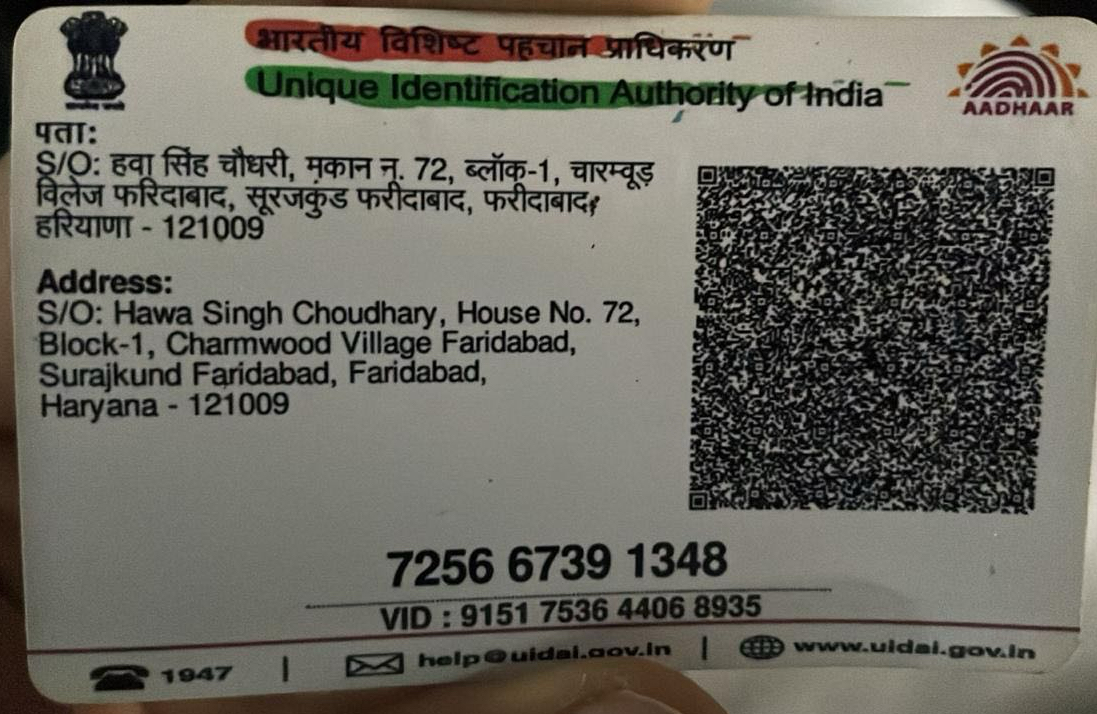 भारतीय विशिष्ट पहचान प्राधिकरण
Unique Identification Authority of India
AADHAAR
पता:
S/O: हवा सिंह चौधरी, मकान न. 72, ब्लॉक-1, चारम्वूड़
विलेज फरिदाबाद, सूरजकुंड फरीदाबाद, फरीदाबाद,
हरियाणा - 121009
Address:
S/O: Hawa Singh Choudhary, House No. 72,
Block-1, Charmwood Village Faridabad,
Surajkund Faridabad, Faridabad,
Haryana - 121009
7256 6739 1348
VID : 9151 7536 4406 8935
1947 | help@uidai.gov.in | www.uidai.gov.in